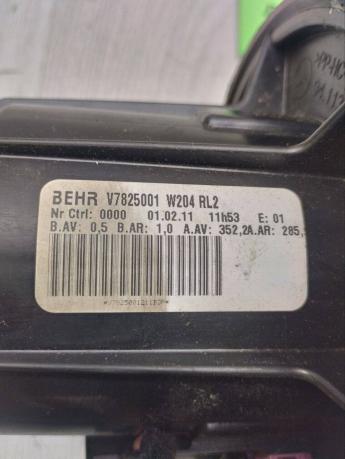 BEHR V7825001 W204 RL2
Nr Ctrl: 0000 01.02.11 11h53 E: 01
B.AV: 0,5 B.AR: 1,0 A.AV: 352,2A.AR: 285,